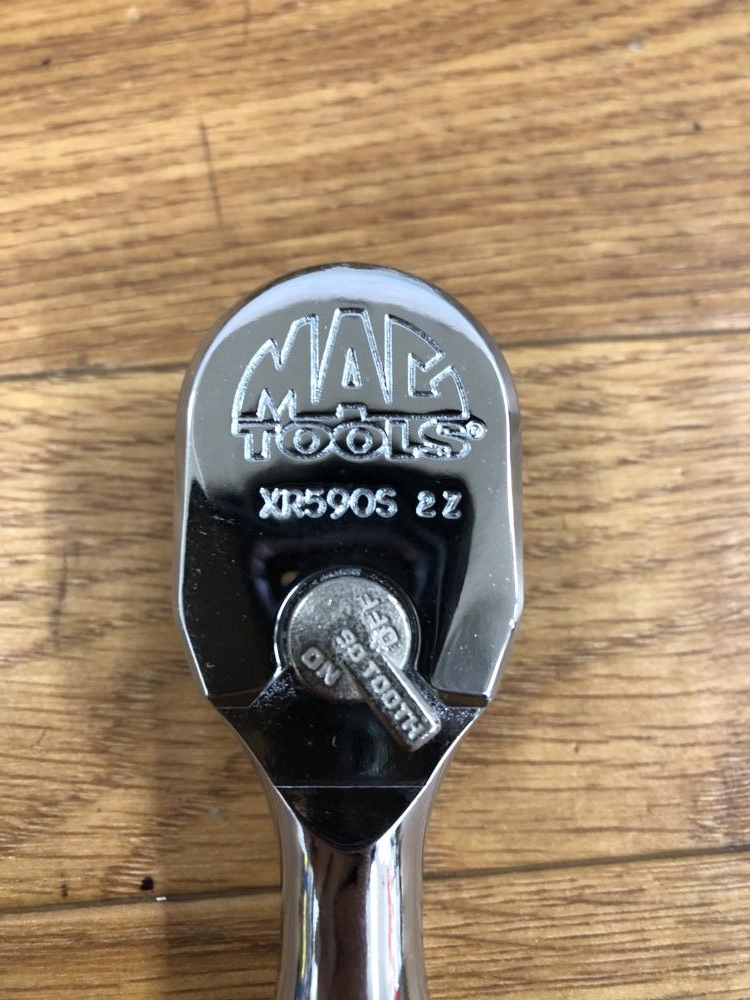 MAC
TOOLS®
XR590S 2Z
OFF
90 TOOTH
ON